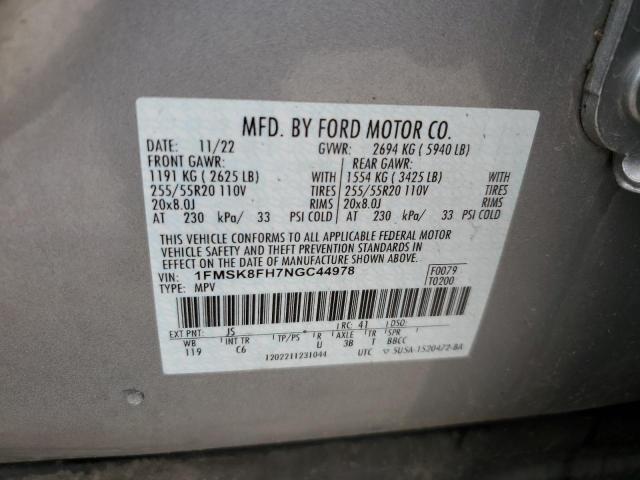 MFD. BY FORD MOTOR CO.
DATE: 11/22 GVWR: 2694 KG ( 5940 LB)
FRONT GAWR: REAR GAWR:
1191 KG ( 2625 LB) WITH 1554 KG ( 3425 LB) WITH
255/55R20 110V TIRES 255/55R20 110V TIRES
20x8.0J RIMS 20x8.0J RIMS
AT 230 kPa/ 33 PSI COLD AT 230 kPa/ 33 PSI COLD
THIS VEHICLE CONFORMS TO ALL APPLICABLE FEDERAL MOTOR
VEHICLE SAFETY AND THEFT PREVENTION STANDARDS IN
EFFECT ON THE DATE OF MANUFACTURE SHOWN ABOVE.
VIN: 1FMSK8FH7NGC44978 F0079
TYPE: MPV T0200
EXT PNT: JS RC: 41 DSO:
WB INT TR TP/PS R AXLE TR SPR
119 C6 U 3B T BBCC
1202211231044 UTC 5USA-1520472-BA